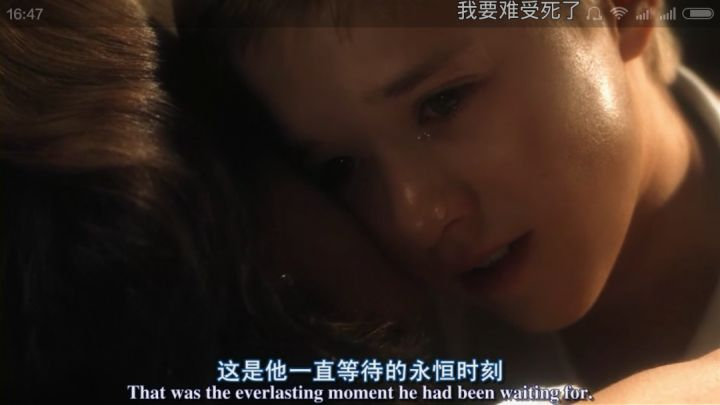 16:47
我要难受死了
这是他一直等待的永恒时刻
That was the everlasting moment he had been waiting for.